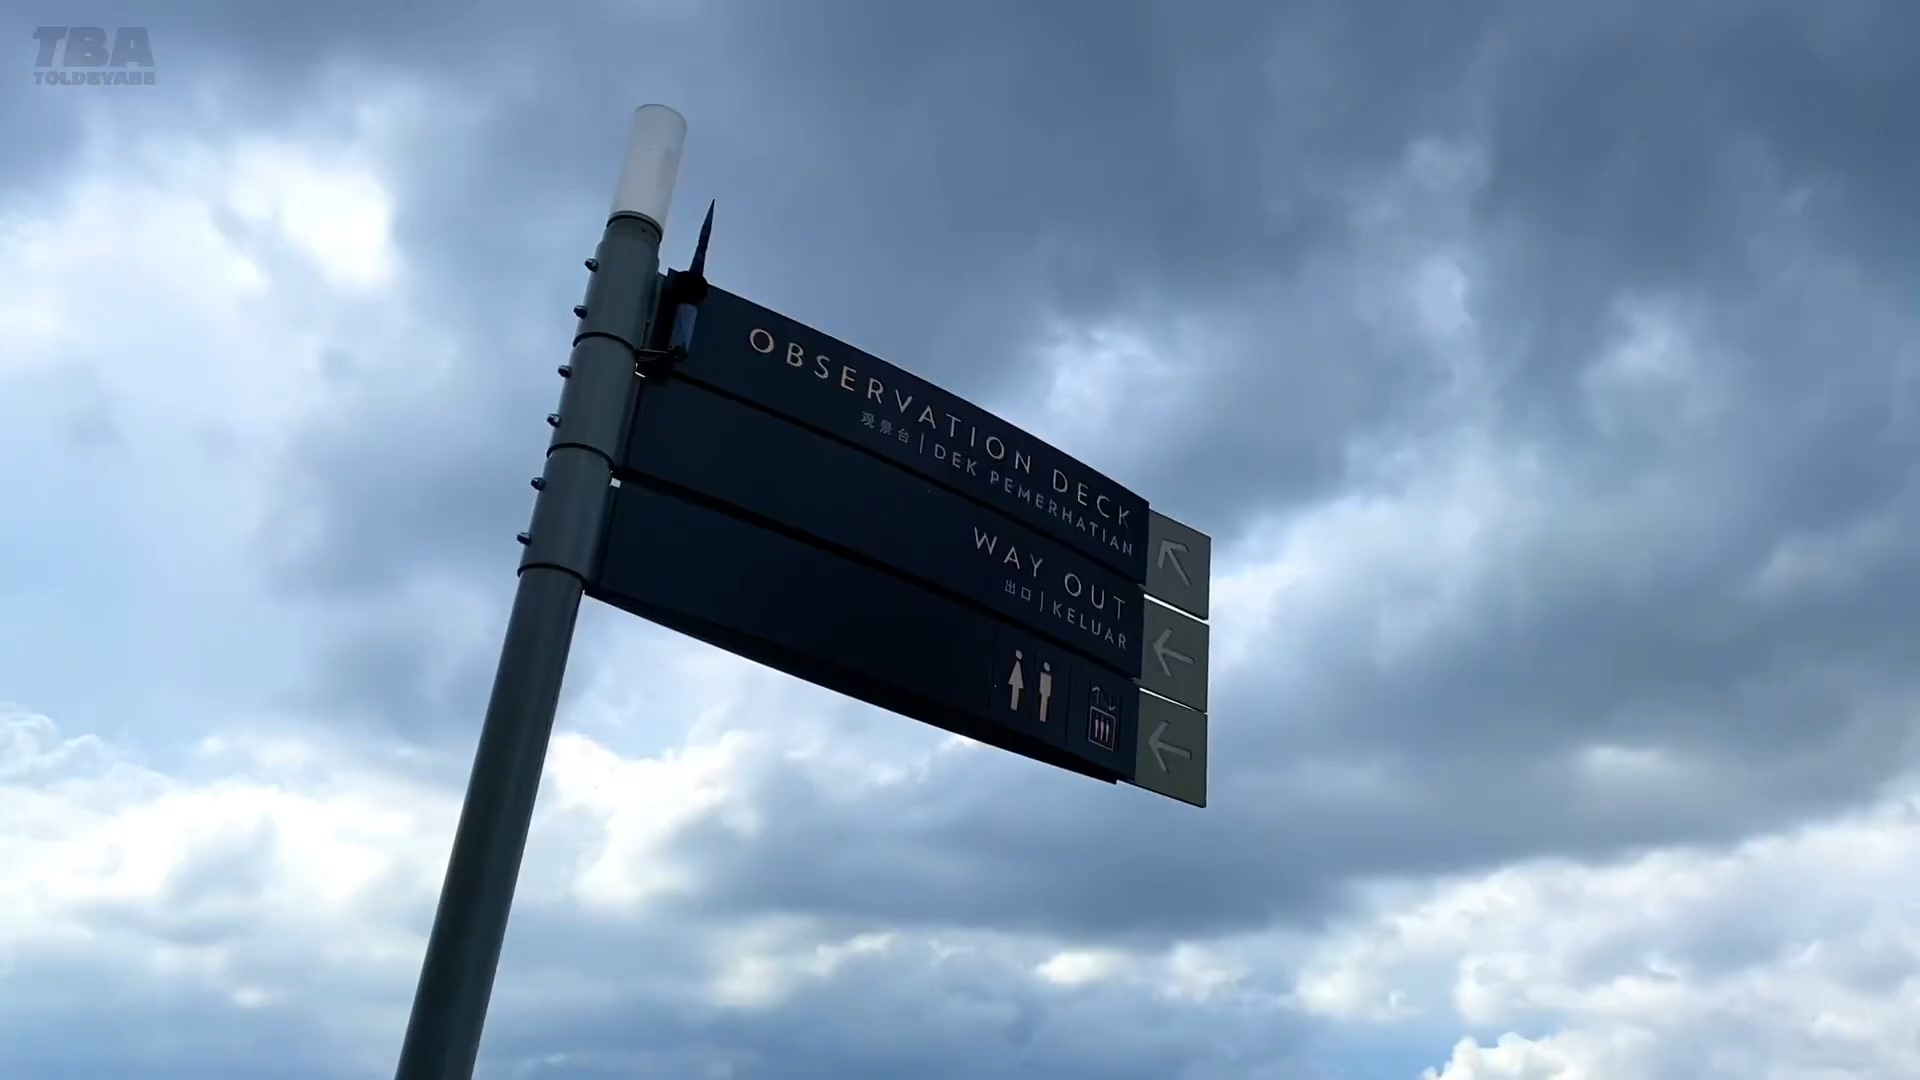 TBA
TOLDBYABE
OBSERVATION DECK
观景台 | DEK PEMERHATIAN
WAY OUT
出口 | KELUAR